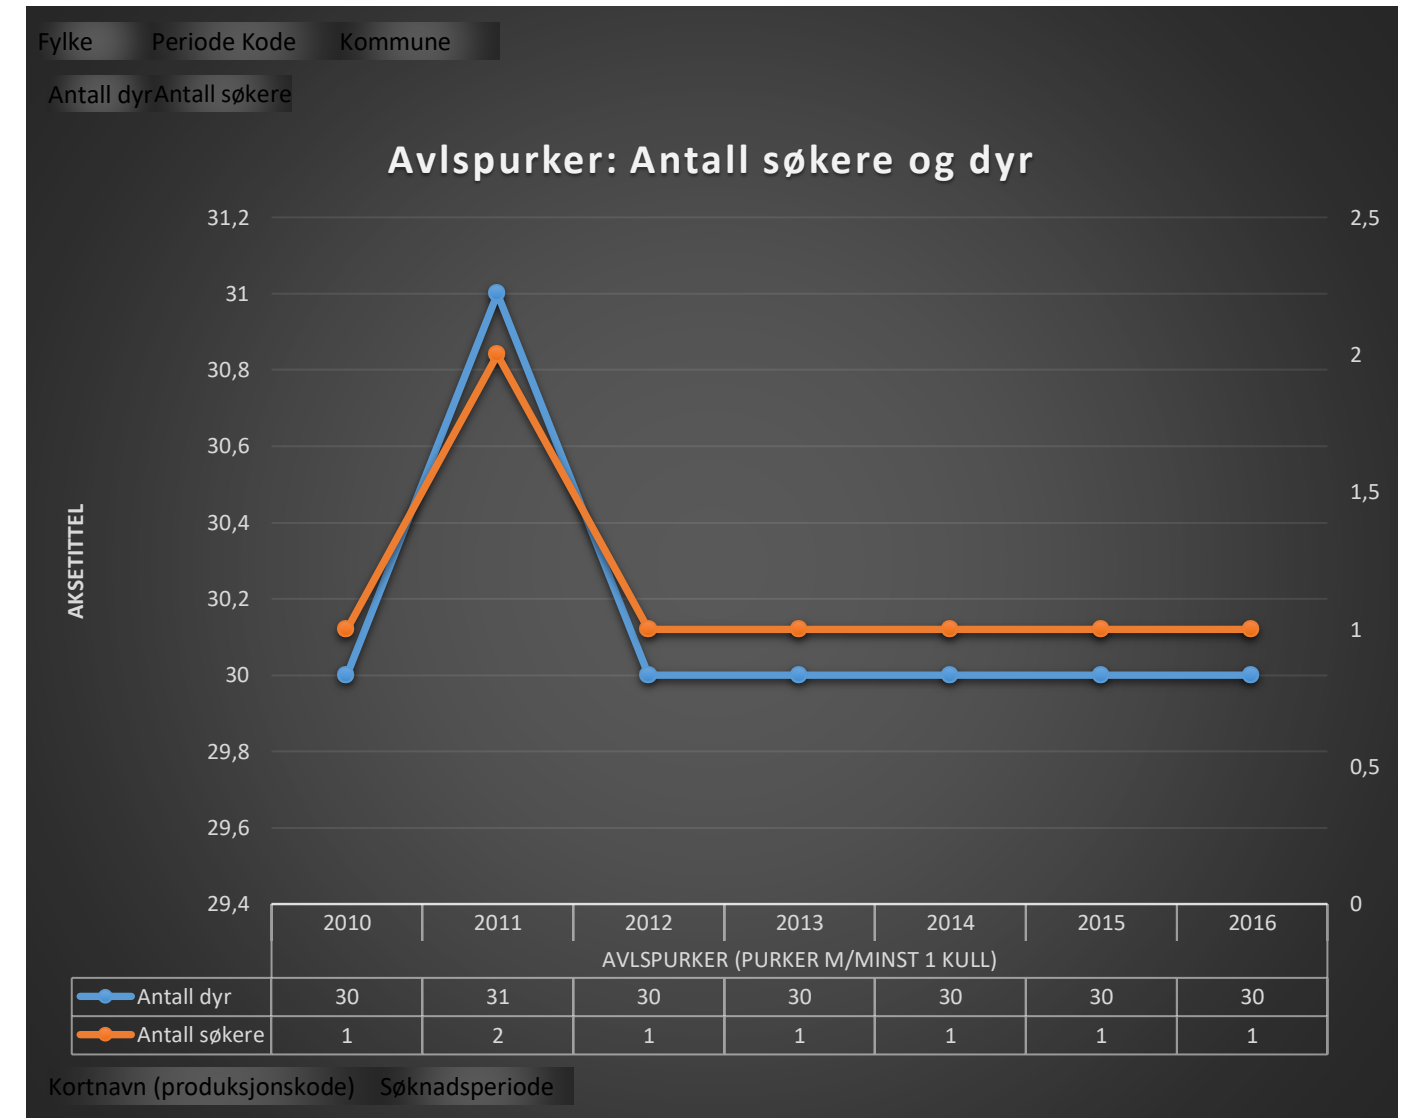 Fylke Periode Kode Kommune
Antall dyr Antall søkere
Avlspurker: Antall søkere og dyr
31,2 2,5
31
30,8 2
30,6
30,4 1,5
30,2
30 1
29,8
29,6 0,5
29,4 0
AKSETITTEL
2010 2011 2012 2013 2014 2015 2016
AVLSPURKER (PURKER M/MINST 1 KULL)
Antall dyr 30 31 30 30 30 30 30
Antall søkere 1 2 1 1 1 1 1
Kortnavn (produksjonskode) Søknadsperiode